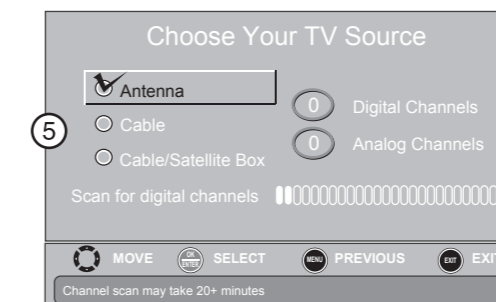 Choose Your TV Source
5
Antenna
Cable
Cable/Satellite Box
0 Digital Channels
0 Analog Channels
Scan for digital channels
MOVE OK ENTER SELECT MENU PREVIOUS EXIT EXIT
Channel scan may take 20+ minutes